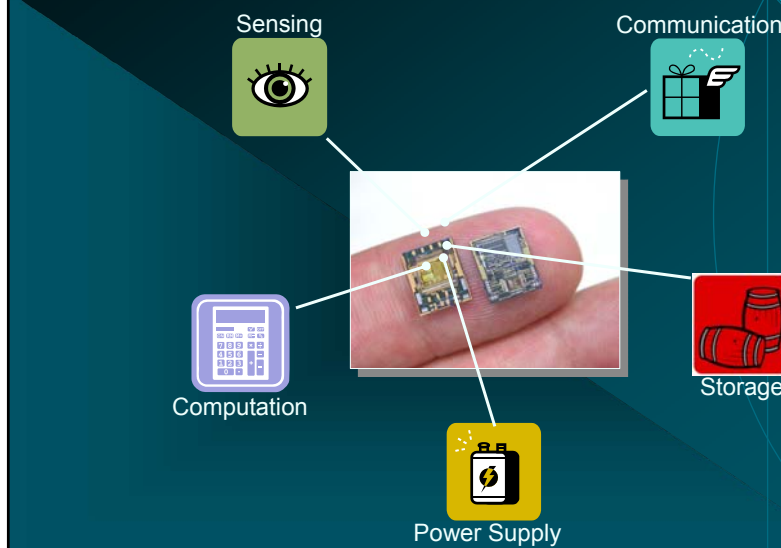 Sensing
Communication
Computation
Storage
Power Supply